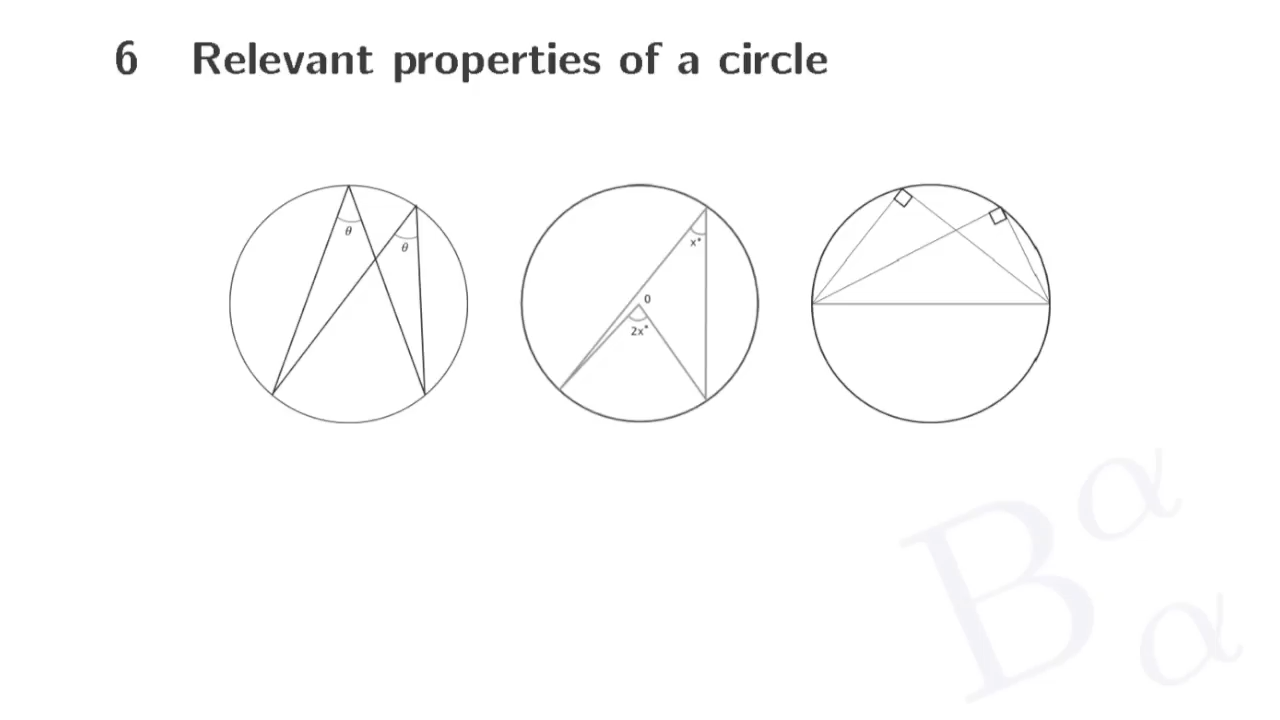 6 Relevant properties of a circle
θ
θ
x°
0
2x°
B α
α